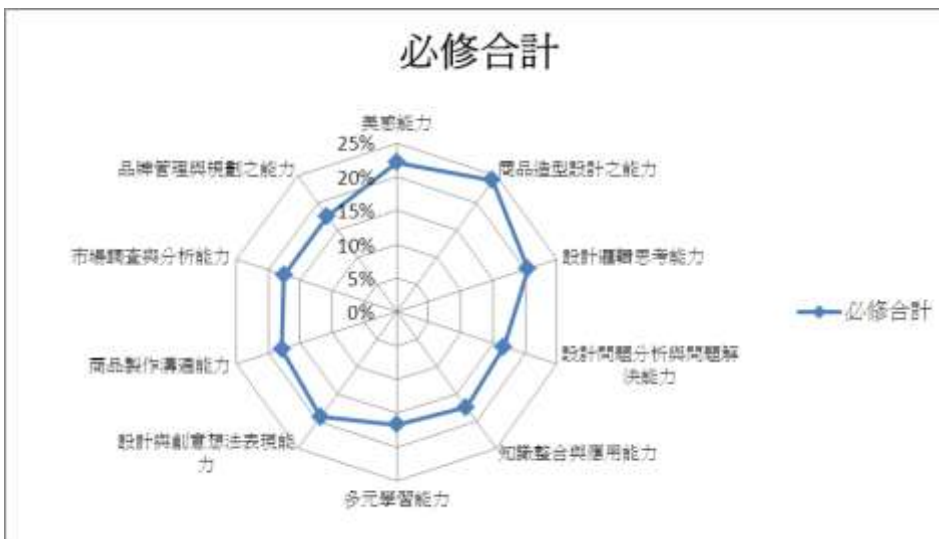 必修合計
美感能力
25%
20%
15%
10%
5%
0%
商品造型設計之能力
設計邏輯思考能力
設計問題分析與問題解
決能力
知識整合與應用能力
多元學習能力
設計與創意想法表現能
力
商品製作溝通能力
市場調查與分析能力
品牌管理與規劃之能力
必修合計